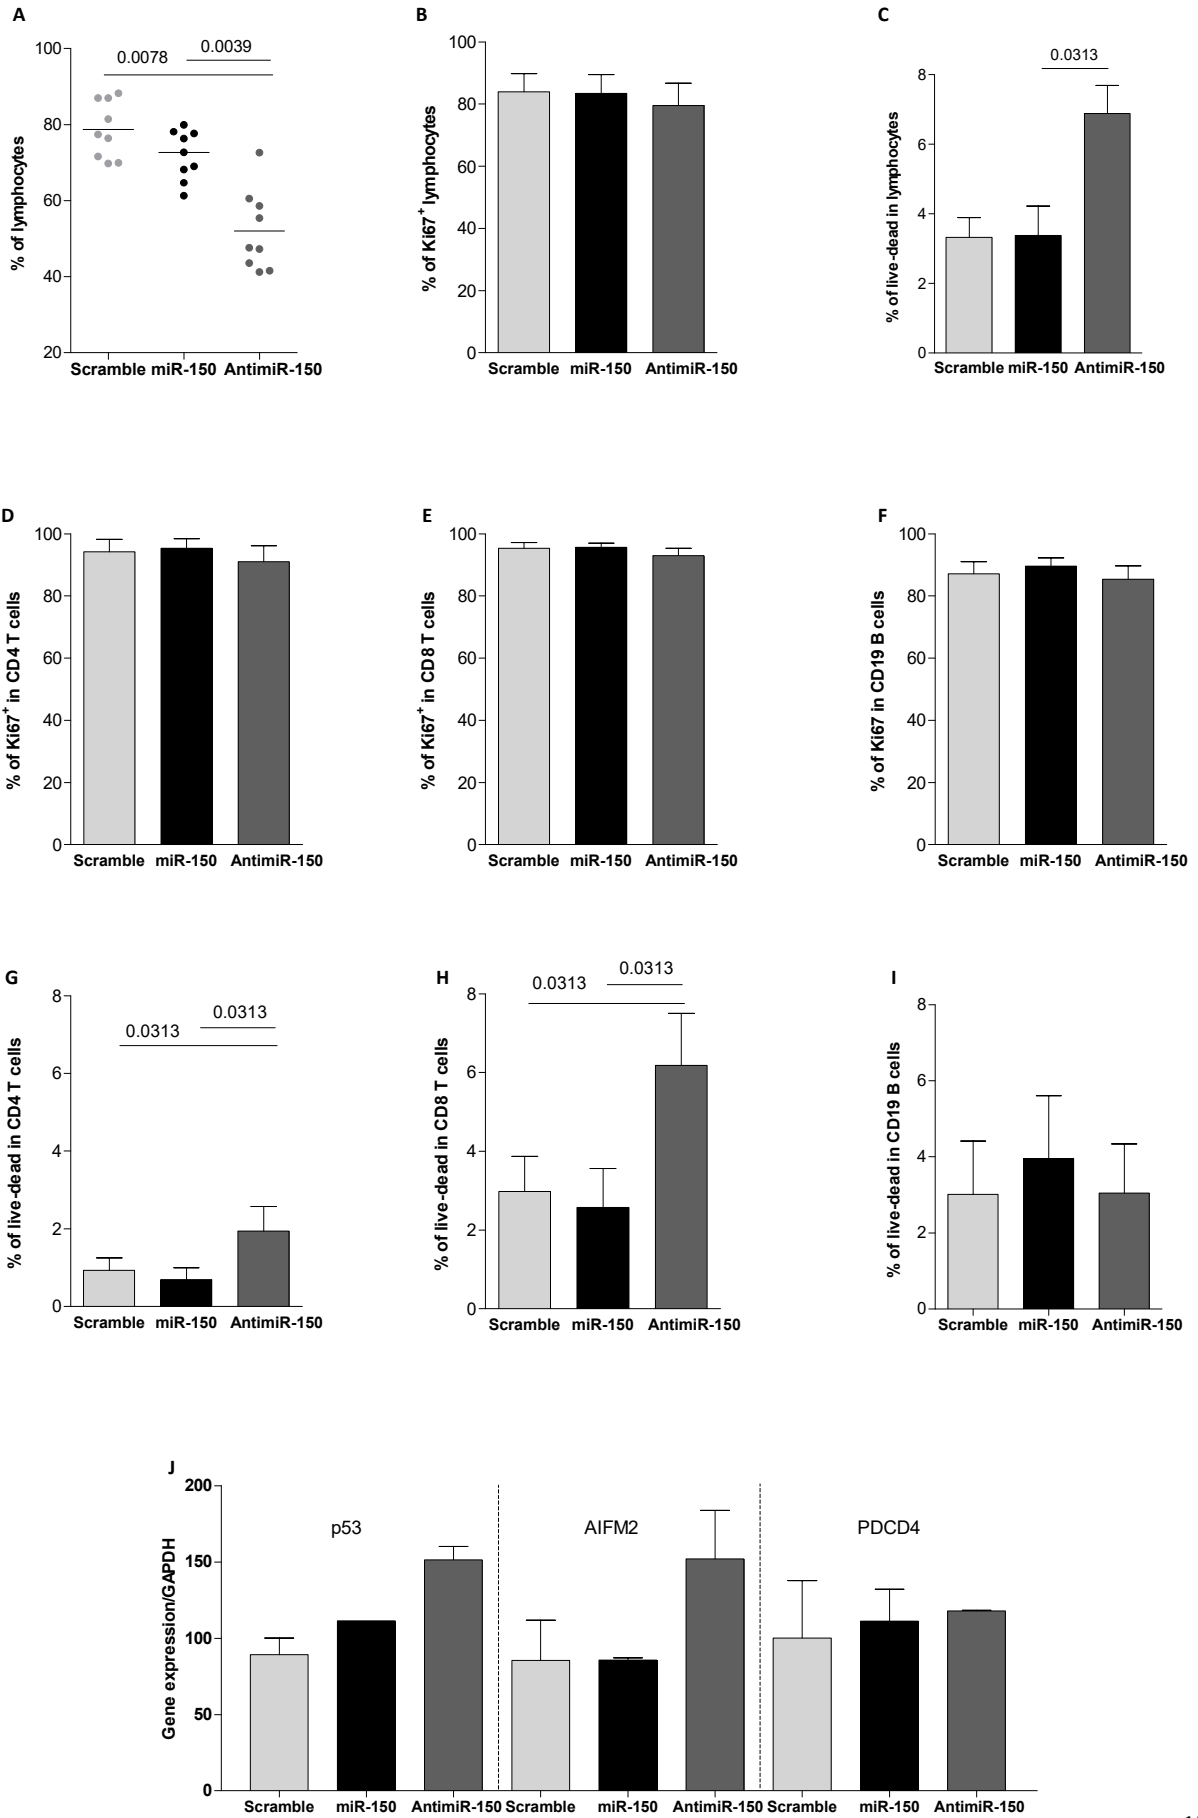 A
% of lymphocytes
100
80
60
40
20
0.0078
0.0039
Scramble miR-150 AntimiR-150
B
% of Ki67+ lymphocytes
100
80
60
40
20
0
Scramble miR-150 AntimiR-150
C
% of live-dead in lymphocytes
8
6
4
2
0
0.0313
Scramble miR-150 AntimiR-150
D
% of Ki67+ in CD4 T cells
100
80
60
40
20
0
Scramble miR-150 AntimiR-150
E
% of Ki67+ in CD8 T cells
100
80
60
40
20
0
Scramble miR-150 AntimiR-150
F
% of Ki67 in CD19 B cells
100
80
60
40
20
0
Scramble miR-150 AntimiR-150
G
% of live-dead in CD4 T cells
8
6
4
2
0
0.0313
0.0313
Scramble miR-150 AntimiR-150
H
% of live-dead in CD8 T cells
8
6
4
2
0
0.0313
0.0313
Scramble miR-150 AntimiR-150
I
% of live-dead in CD19 B cells
8
6
4
2
0
Scramble miR-150 AntimiR-150
J
Gene expression/GAPDH
200
150
100
50
0
p53 AIFM2 PDCD4
Scramble miR-150 AntimiR-150 Scramble miR-150 AntimiR-150 Scramble miR-150 AntimiR-150